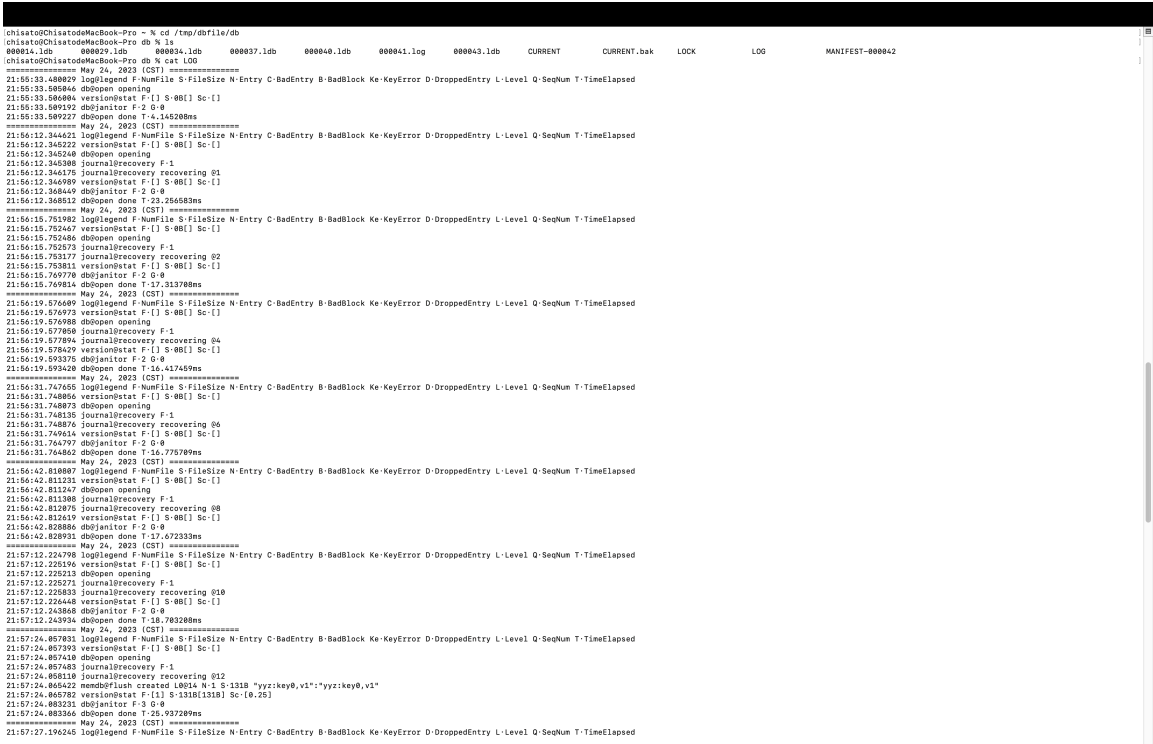 chisato@ChisatodeMacBook-Pro ~ % cd /tmp/dbfile/db
chisato@ChisatodeMacBook-Pro db % ls
000014.ldb 000029.ldb 000034.ldb 000037.ldb 000040.ldb 000041.log 000043.ldb CURRENT CURRENT.bak LOCK LOG MANIFEST-000042
chisato@ChisatodeMacBook-Pro db % cat LOG
=============== May 24, 2023 (CST) ===============
21:55:33.480029 log@legend F·NumFile S·FileSize N·Entry C·BadEntry B·BadBlock Ke·KeyError D·DroppedEntry L·Level Q·SeqNum T·TimeElapsed
21:55:33.505046 db@open opening
21:55:33.506004 version@stat F·[] S·0B[] Sc·[]
21:55:33.509192 db@janitor F·2 G·0
21:55:33.509227 db@open done T·4.145208ms
=============== May 24, 2023 (CST) ===============
21:56:12.344621 log@legend F·NumFile S·FileSize N·Entry C·BadEntry B·BadBlock Ke·KeyError D·DroppedEntry L·Level Q·SeqNum T·TimeElapsed
21:56:12.345222 version@stat F·[] S·0B[] Sc·[]
21:56:12.345240 db@open opening
21:56:12.345308 journal@recovery F·1
21:56:12.346175 journal@recovery recovering @1
21:56:12.346989 version@stat F·[] S·0B[] Sc·[]
21:56:12.368449 db@janitor F·2 G·0
21:56:12.368512 db@open done T·23.256583ms
=============== May 24, 2023 (CST) ===============
21:56:15.751982 log@legend F·NumFile S·FileSize N·Entry C·BadEntry B·BadBlock Ke·KeyError D·DroppedEntry L·Level Q·SeqNum T·TimeElapsed
21:56:15.752467 version@stat F·[] S·0B[] Sc·[]
21:56:15.752486 db@open opening
21:56:15.752573 journal@recovery F·1
21:56:15.753177 journal@recovery recovering @2
21:56:15.753811 version@stat F·[] S·0B[] Sc·[]
21:56:15.769770 db@janitor F·2 G·0
21:56:15.769814 db@open done T·17.313708ms
=============== May 24, 2023 (CST) ===============
21:56:19.576609 log@legend F·NumFile S·FileSize N·Entry C·BadEntry B·BadBlock Ke·KeyError D·DroppedEntry L·Level Q·SeqNum T·TimeElapsed
21:56:19.576973 version@stat F·[] S·0B[] Sc·[]
21:56:19.576988 db@open opening
21:56:19.577050 journal@recovery F·1
21:56:19.577894 journal@recovery recovering @4
21:56:19.578429 version@stat F·[] S·0B[] Sc·[]
21:56:19.593375 db@janitor F·2 G·0
21:56:19.593420 db@open done T·16.417459ms
=============== May 24, 2023 (CST) ===============
21:56:31.747655 log@legend F·NumFile S·FileSize N·Entry C·BadEntry B·BadBlock Ke·KeyError D·DroppedEntry L·Level Q·SeqNum T·TimeElapsed
21:56:31.748056 version@stat F·[] S·0B[] Sc·[]
21:56:31.748073 db@open opening
21:56:31.748135 journal@recovery F·1
21:56:31.748876 journal@recovery recovering @6
21:56:31.749614 version@stat F·[] S·0B[] Sc·[]
21:56:31.764797 db@janitor F·2 G·0
21:56:31.764862 db@open done T·16.775709ms
=============== May 24, 2023 (CST) ===============
21:56:42.810807 log@legend F·NumFile S·FileSize N·Entry C·BadEntry B·BadBlock Ke·KeyError D·DroppedEntry L·Level Q·SeqNum T·TimeElapsed
21:56:42.811231 version@stat F·[] S·0B[] Sc·[]
21:56:42.811247 db@open opening
21:56:42.811308 journal@recovery F·1
21:56:42.812075 journal@recovery recovering @8
21:56:42.812619 version@stat F·[] S·0B[] Sc·[]
21:56:42.828886 db@janitor F·2 G·0
21:56:42.828931 db@open done T·17.672333ms
=============== May 24, 2023 (CST) ===============
21:57:12.224798 log@legend F·NumFile S·FileSize N·Entry C·BadEntry B·BadBlock Ke·KeyError D·DroppedEntry L·Level Q·SeqNum T·TimeElapsed
21:57:12.225196 version@stat F·[] S·0B[] Sc·[]
21:57:12.225213 db@open opening
21:57:12.225271 journal@recovery F·1
21:57:12.225833 journal@recovery recovering @10
21:57:12.226448 version@stat F·[] S·0B[] Sc·[]
21:57:12.243868 db@janitor F·2 G·0
21:57:12.243934 db@open done T·18.703208ms
=============== May 24, 2023 (CST) ===============
21:57:24.057031 log@legend F·NumFile S·FileSize N·Entry C·BadEntry B·BadBlock Ke·KeyError D·DroppedEntry L·Level Q·SeqNum T·TimeElapsed
21:57:24.057393 version@stat F·[] S·0B[] Sc·[]
21:57:24.057410 db@open opening
21:57:24.057483 journal@recovery F·1
21:57:24.058110 journal@recovery recovering @12
21:57:24.065422 memdb@flush created L0@14 N·1 S·131B "yyz:key0,v1":"yyz:key0,v1"
21:57:24.065782 version@stat F·[1] S·131B[131B] Sc·[0.25]
21:57:24.083231 db@janitor F·3 G·0
21:57:24.083366 db@open done T·25.937209ms
=============== May 24, 2023 (CST) ===============
21:57:27.196245 log@legend F·NumFile S·FileSize N·Entry C·BadEntry B·BadBlock Ke·KeyError D·DroppedEntry L·Level Q·SeqNum T·TimeElapsed